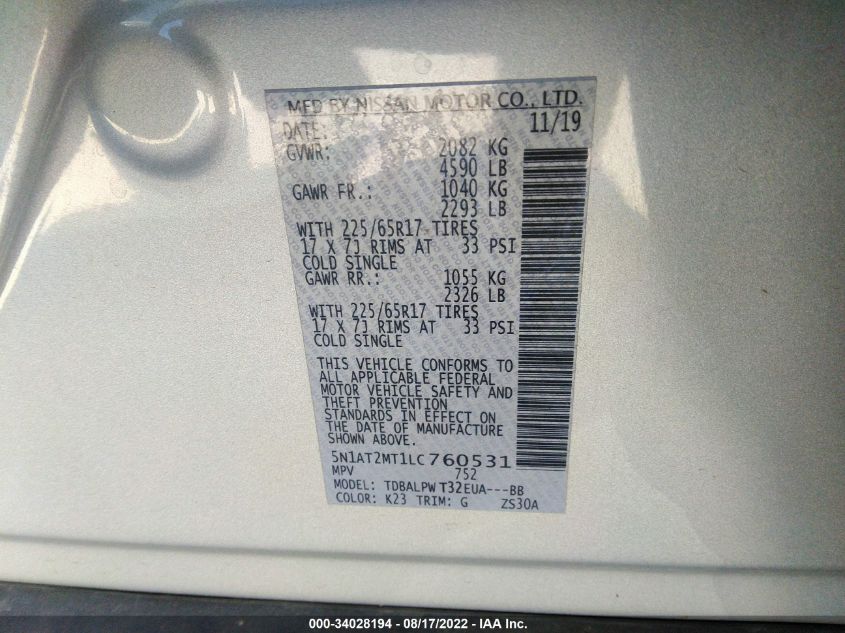 MFD BY NISSAN MOTOR CO., LTD.
DATE: 11/19
GVWR: 2082 KG
4590 LB
GAWR FR.: 1040 KG
2293 LB
WITH 225/65R17 TIRES
17 X 7J RIMS AT 33 PSI
COLD SINGLE
GAWR RR.: 1055 KG
2326 LB
WITH 225/65R17 TIRES
17 X 7J RIMS AT 33 PSI
COLD SINGLE
THIS VEHICLE CONFORMS TO
ALL APPLICABLE FEDERAL
MOTOR VEHICLE SAFETY AND
THEFT PREVENTION
STANDARDS IN EFFECT ON
THE DATE OF MANUFACTURE
SHOWN ABOVE.
5N1AT2MT1LC760531
MPV 752
MODEL: TDBALPW T32EUA---BB
COLOR: K23 TRIM: G ZS30A
000-34028194 - 08/17/2022 - IAA Inc.